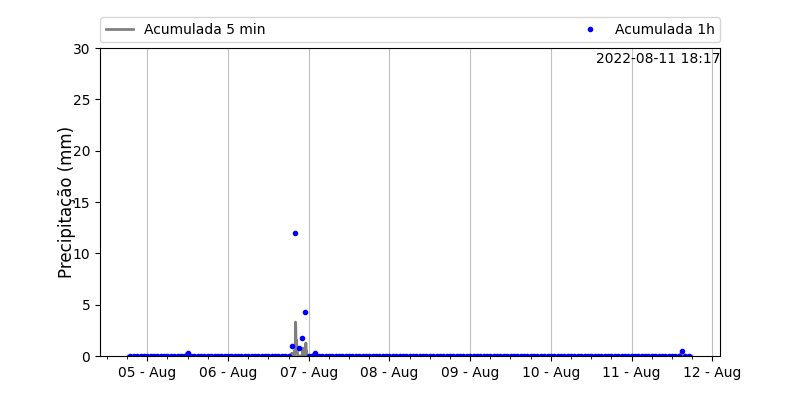 Acumulada 5 min
Acumulada 1h
2022-08-11 18:17
Precipitação (mm)
30
25
20
15
10
5
0
05 - Aug
06 - Aug
07 - Aug
08 - Aug
09 - Aug
10 - Aug
11 - Aug
12 - Aug